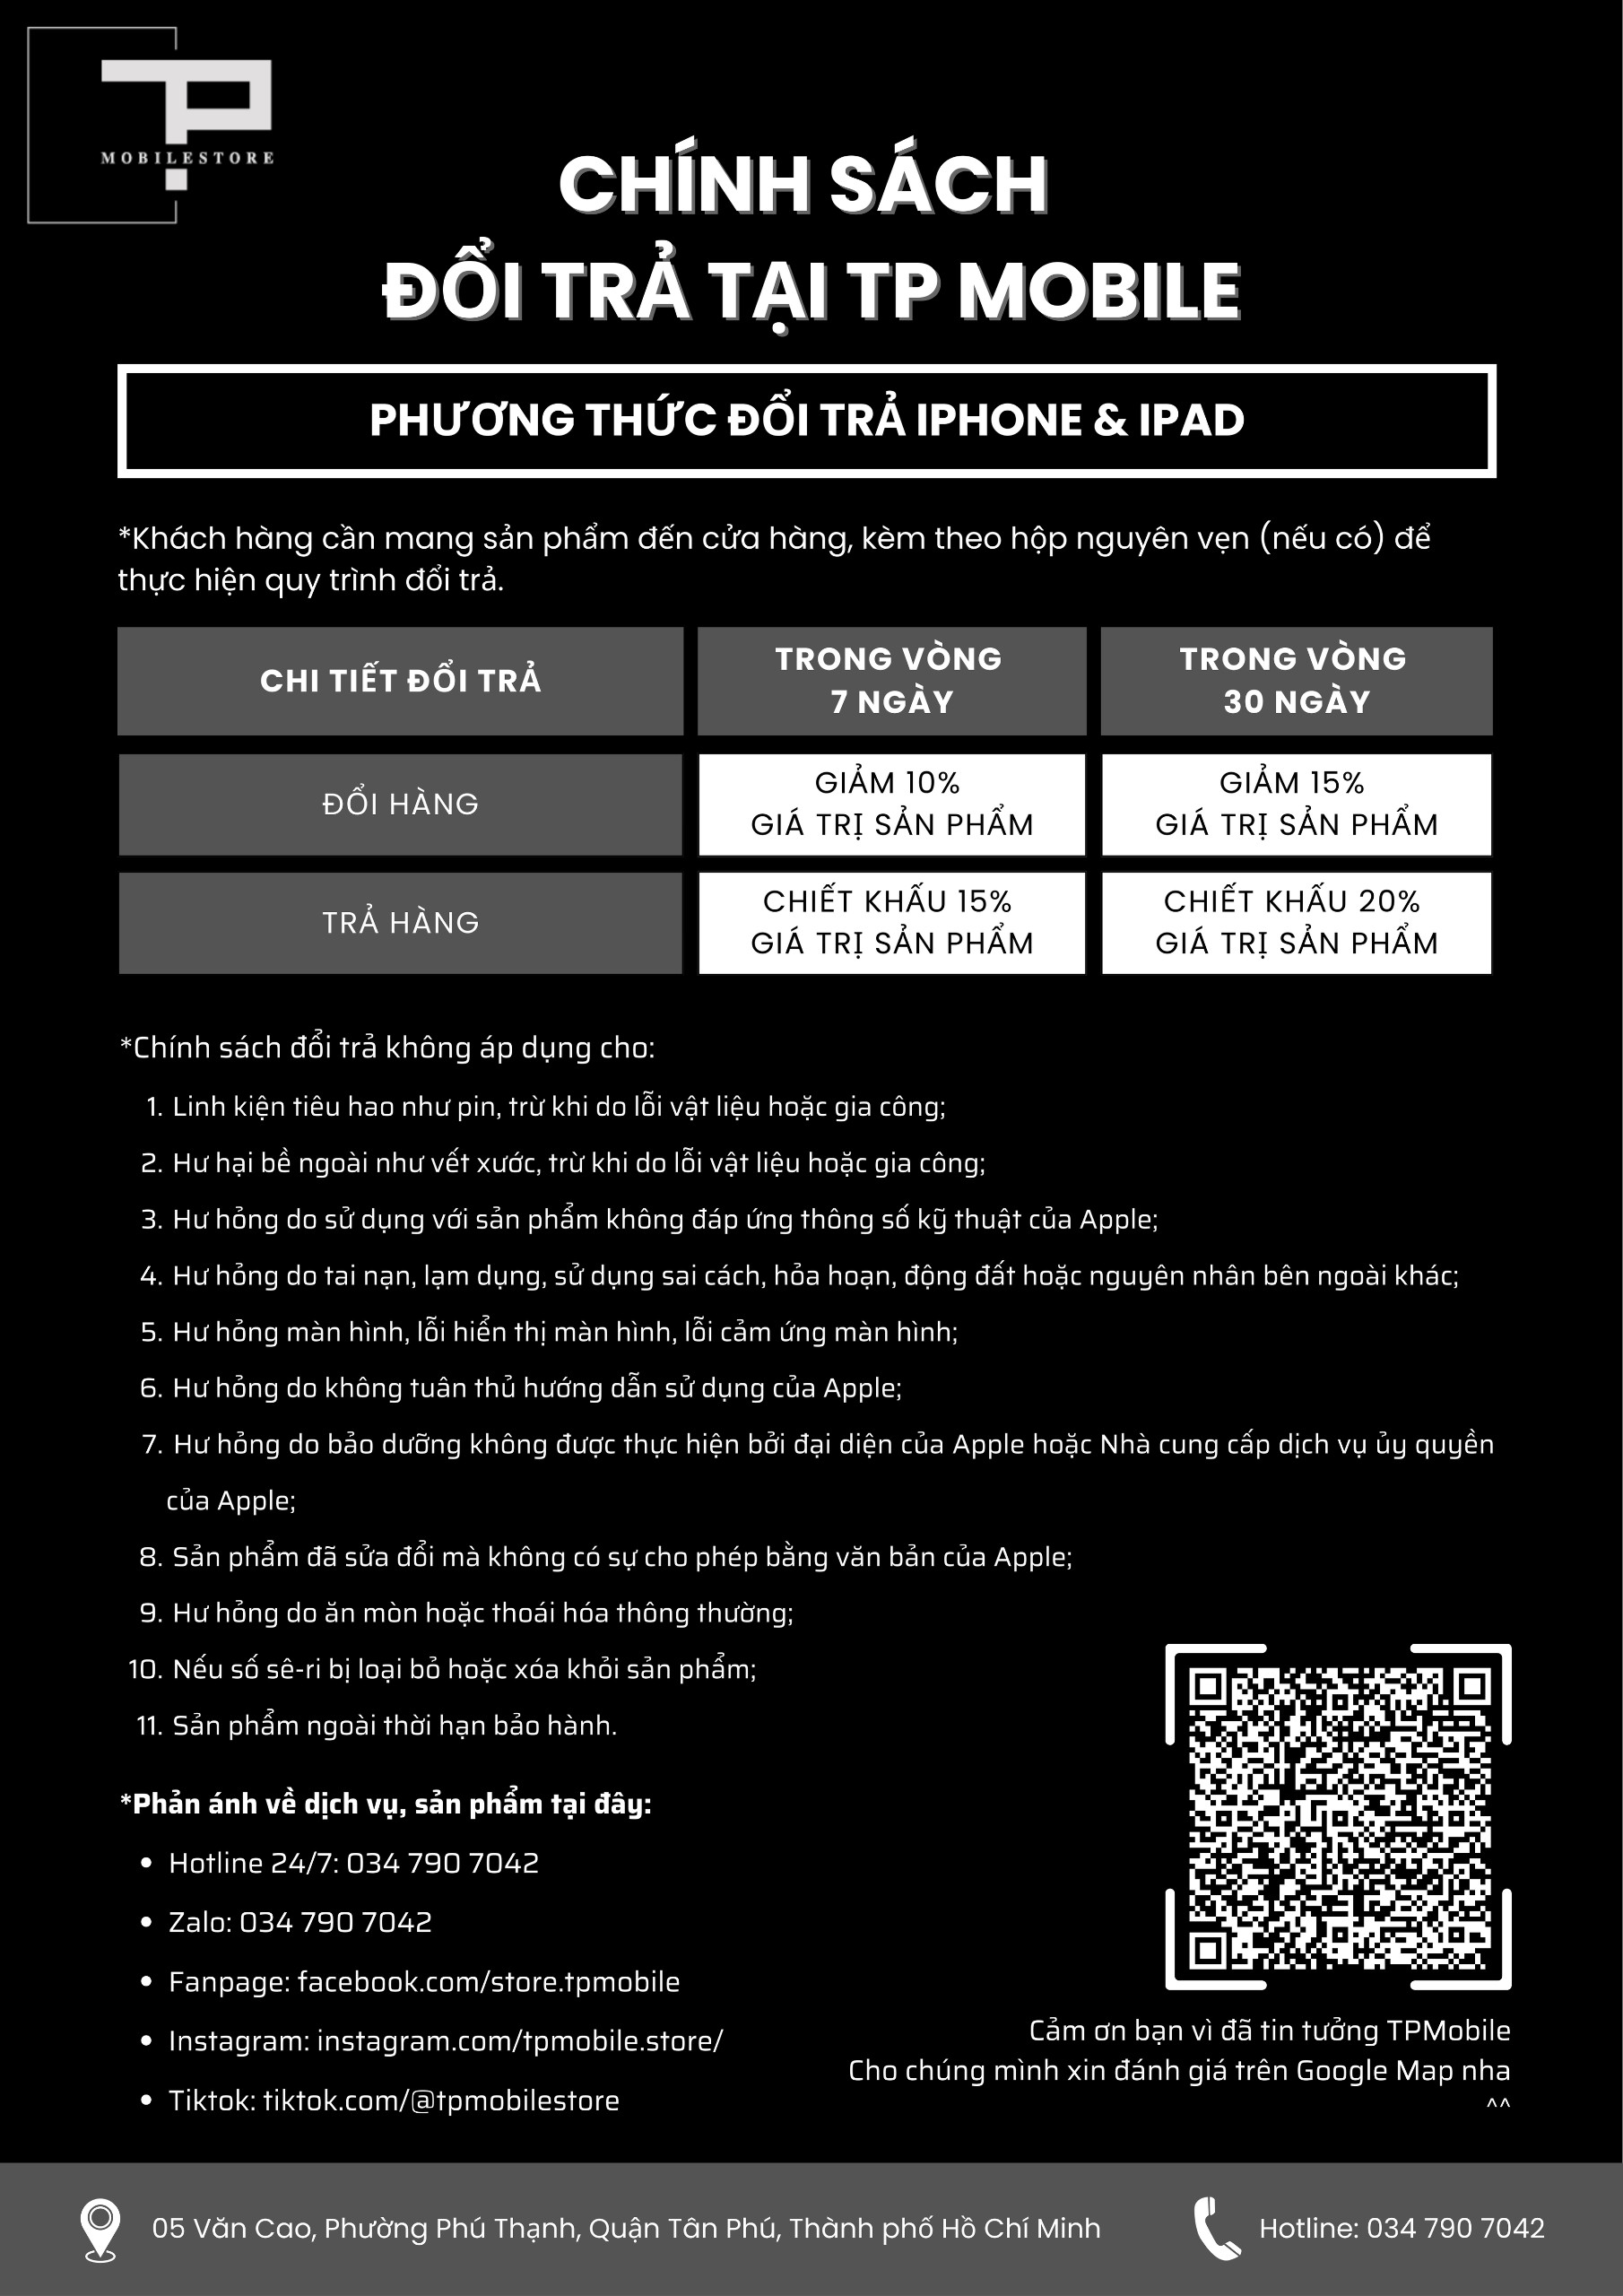 TP
MOBILESTORE
CHÍNH SÁCH
ĐỔI TRẢ TẠI TP MOBILE
PHƯƠNG THỨC ĐỔI TRẢ IPHONE & IPAD
*Khách hàng cần mang sản phẩm đến cửa hàng, kèm theo hộp nguyên vẹn (nếu có) để
thực hiện quy trình đổi trả.
CHI TIẾT ĐỔI TRẢ
TRONG VÒNG
7 NGÀY
TRONG VÒNG
30 NGÀY
ĐỔI HÀNG
GIẢM 10%
GIÁ TRỊ SẢN PHẨM
GIẢM 15%
GIÁ TRỊ SẢN PHẨM
TRẢ HÀNG
CHIẾT KHẤU 15%
GIÁ TRỊ SẢN PHẨM
CHIẾT KHẤU 20%
GIÁ TRỊ SẢN PHẨM
*Chính sách đổi trả không áp dụng cho:
1. Linh kiện tiêu hao như pin, trừ khi do lỗi vật liệu hoặc gia công;
2. Hư hại bề ngoài như vết xước, trừ khi do lỗi vật liệu hoặc gia công;
3. Hư hỏng do sử dụng với sản phẩm không đáp ứng thông số kỹ thuật của Apple;
4. Hư hỏng do tai nạn, lạm dụng, sử dụng sai cách, hỏa hoạn, động đất hoặc nguyên nhân bên ngoài khác;
5. Hư hỏng màn hình, lỗi hiển thị màn hình, lỗi cảm ứng màn hình;
6. Hư hỏng do không tuân thủ hướng dẫn sử dụng của Apple;
7. Hư hỏng do bảo dưỡng không được thực hiện bởi đại diện của Apple hoặc Nhà cung cấp dịch vụ ủy quyền
của Apple;
8. Sản phẩm đã sửa đổi mà không có sự cho phép bằng văn bản của Apple;
9. Hư hỏng do ăn mòn hoặc thoái hóa thông thường;
10. Nếu số sê-ri bị loại bỏ hoặc xóa khỏi sản phẩm;
11. Sản phẩm ngoài thời hạn bảo hành.
*Phản ánh về dịch vụ, sản phẩm tại đây:
• Hotline 24/7: 034 790 7042
• Zalo: 034 790 7042
• Fanpage: facebook.com/store.tpmobile
• Instagram: instagram.com/tpmobile.store/
• Tiktok: tiktok.com/@tpmobilestore
Cảm ơn bạn vì đã tin tưởng TPMobile
Cho chúng mình xin đánh giá trên Google Map nha
^^
05 Văn Cao, Phường Phú Thạnh, Quận Tân Phú, Thành phố Hồ Chí Minh
Hotline: 034 790 7042